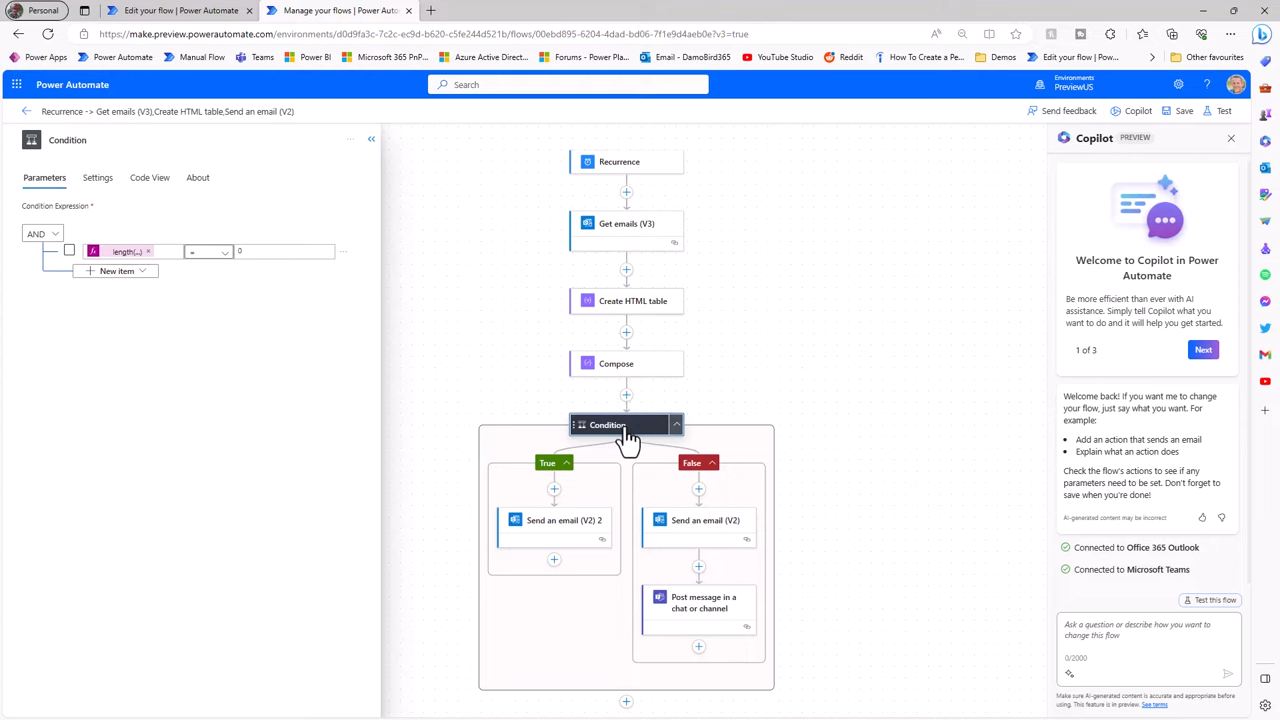 Personal
Edit your flow | Power Automate
Manage your flows | Power Auto
https://make.preview.powerautomate.com/environments/d0d9fa3c-7c2c-ec9d-b620-c5fe244d521b/flows/00ebd895-6204-4dad-bd06-7f1e9d4aeb0e?v3=true
Power Apps
Power Automate
Manual Flow
Teams
Power BI
Microsoft 365 PnP...
Azure Active Direct...
Forums - Power Pla...
Email - DamoBird365
YouTube Studio
Reddit
How To Create a Pe...
Demos
Edit your flow | Pow...
Other favourites
Power Automate
Search
Environments
PreviewUS
Recurrence -> Get emails (V3),Create HTML table,Send an email (V2)
Send feedback
Copilot
Save
Test
Condition
Parameters
Settings
Code View
About
Condition Expression *
AND
length(...)
=
0
New item
Recurrence
Get emails (V3)
Create HTML table
Compose
Condition
True
False
Send an email (V2) 2
Send an email (V2)
Post message in a
chat or channel
Copilot
PREVIEW
Welcome to Copilot in Power
Automate
Be more efficient than ever with AI
assistance. Simply tell Copilot what you
want to do and it will help you get started.
1 of 3
Next
Welcome back! If you want me to change
your flow, just say what you want. For
example:
Add an action that sends an email
Explain what an action does
Check the flow's actions to see if any
parameters need to be set. Don't forget to
save when you're done!
AI-generated content may be incorrect
Connected to Office 365 Outlook
Connected to Microsoft Teams
Test this flow
Ask a question or describe how you want to
change this flow
0/2000
Make sure AI-generated content is accurate and appropriate before
using. This feature is in preview. See terms